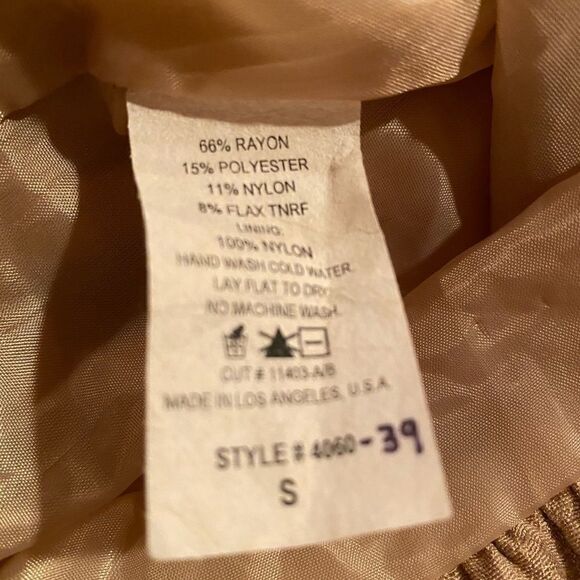 66% RAYON
15% POLYESTER
11% NYLON
8% FLAX TNRF
LINING:
100% NYLON
HAND WASH COLD WATER
LAY FLAT TO DRY
NO MACHINE WASH.
CUT # 11403-A/B
MADE IN LOS ANGELES, U.S.A.
STYLE # 4060-39
S